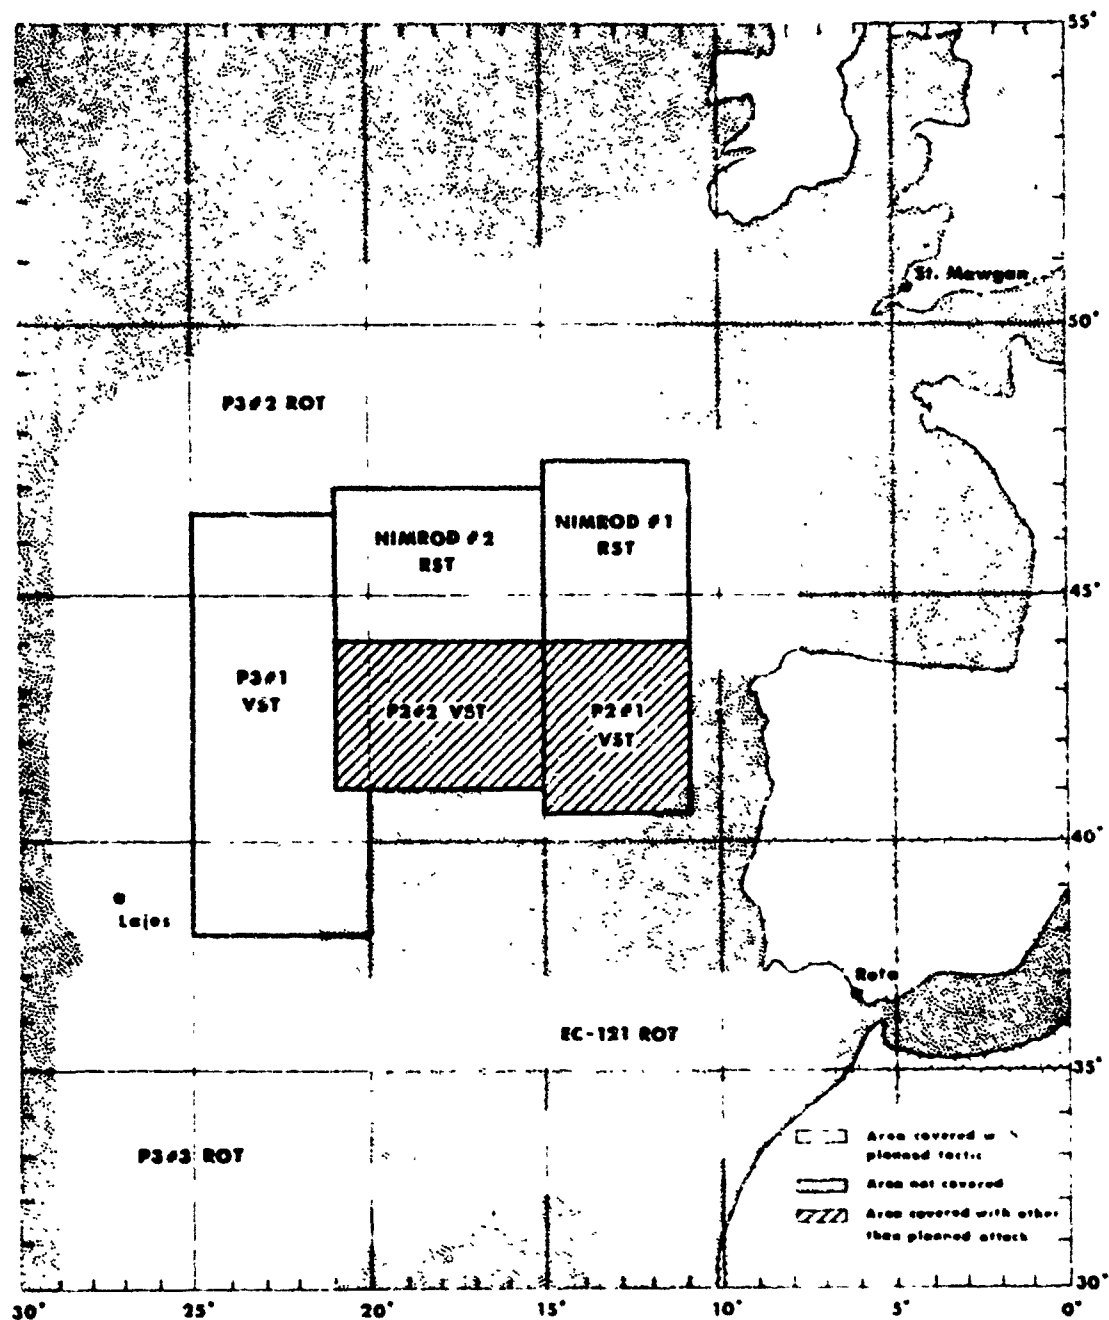 55°
St. Mawgan
50°
P3#2 ROT
NIMROD #1
RST
NIMROD #2
RST
45°
P3#1
VST
P2#2 VST
P2#1
VST
40°
Lajes
Rota
EC-121 ROT
35°
P3#3 ROT
Area covered w
planned tactic
Area not covered
Area covered with other
than planned attack
30°
30° 25° 20° 15° 10° 5° 0°